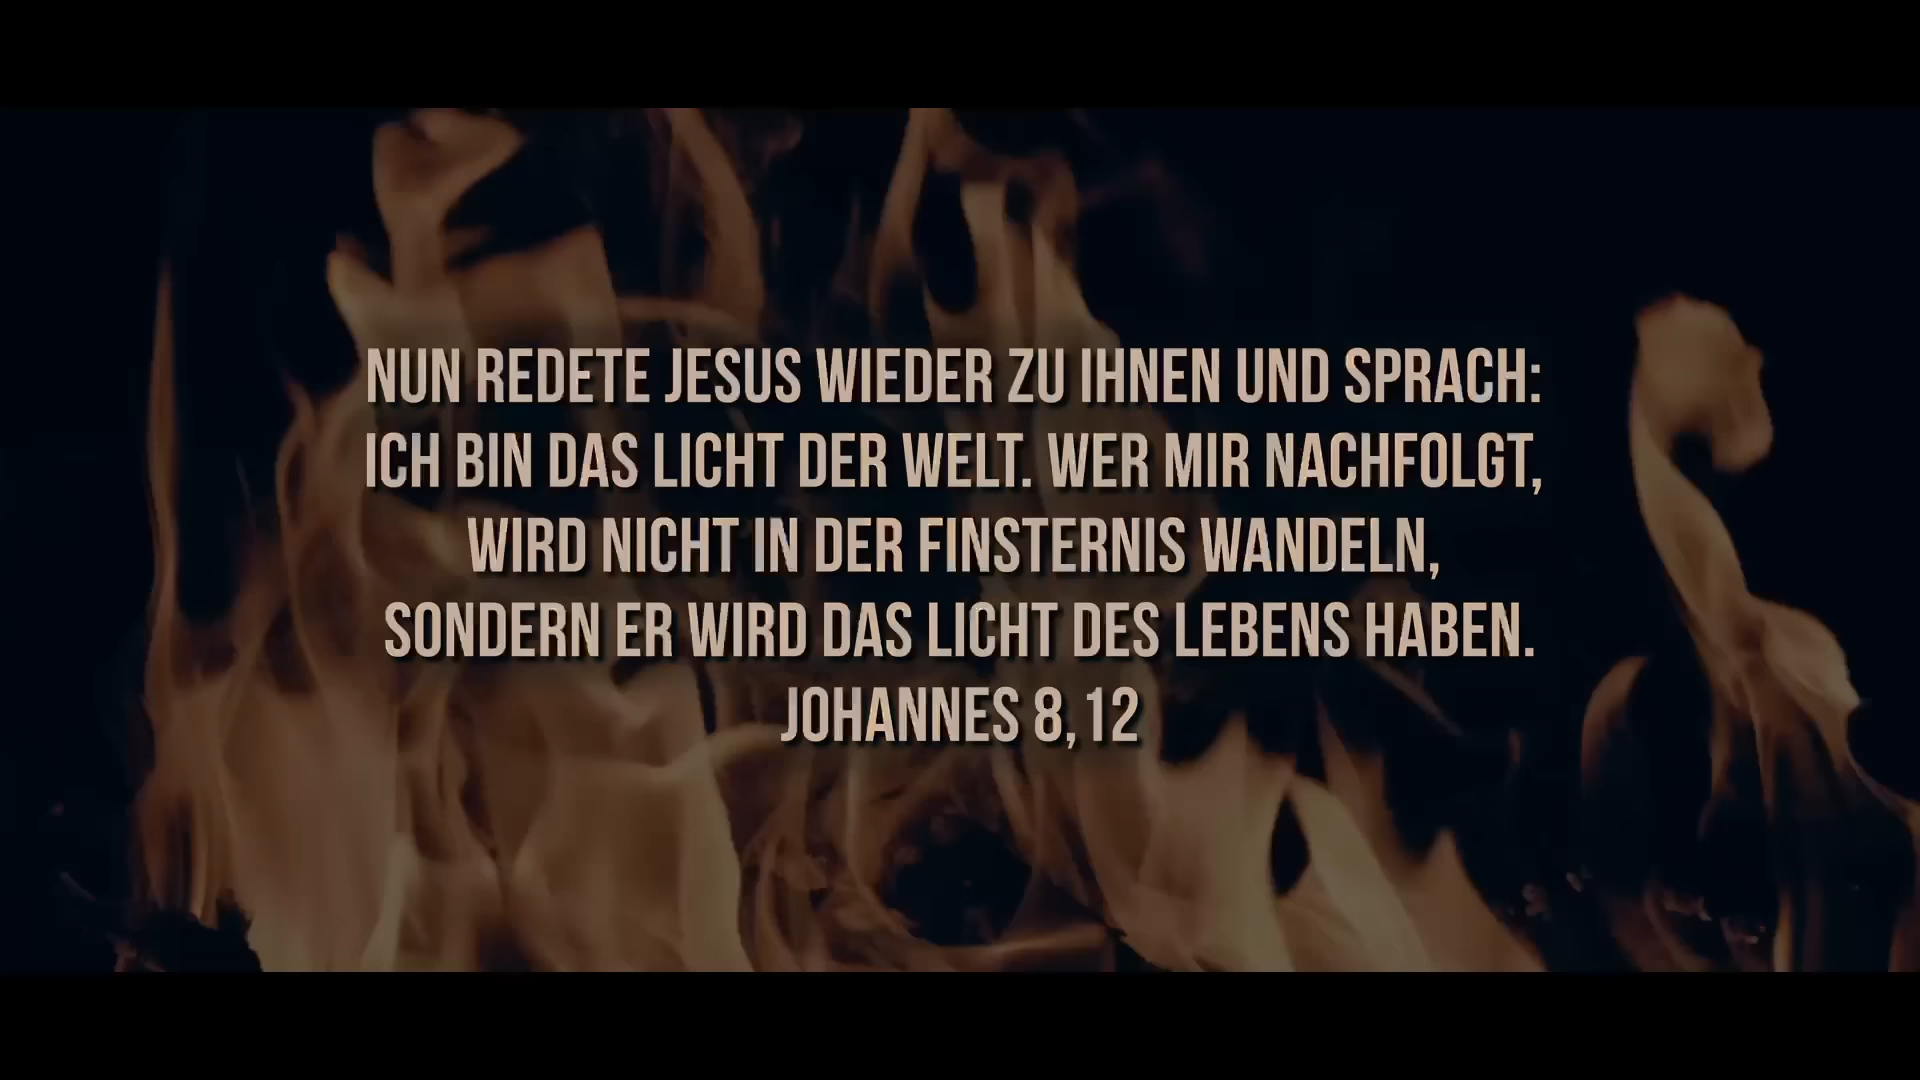 NUN REDETE JESUS WIEDER ZU IHNEN UND SPRACH:
ICH BIN DAS LICHT DER WELT. WER MIR NACHFOLGT,
WIRD NICHT IN DER FINSTERNIS WANDELN,
SONDERN ER WIRD DAS LICHT DES LEBENS HABEN.
JOHANNES 8,12